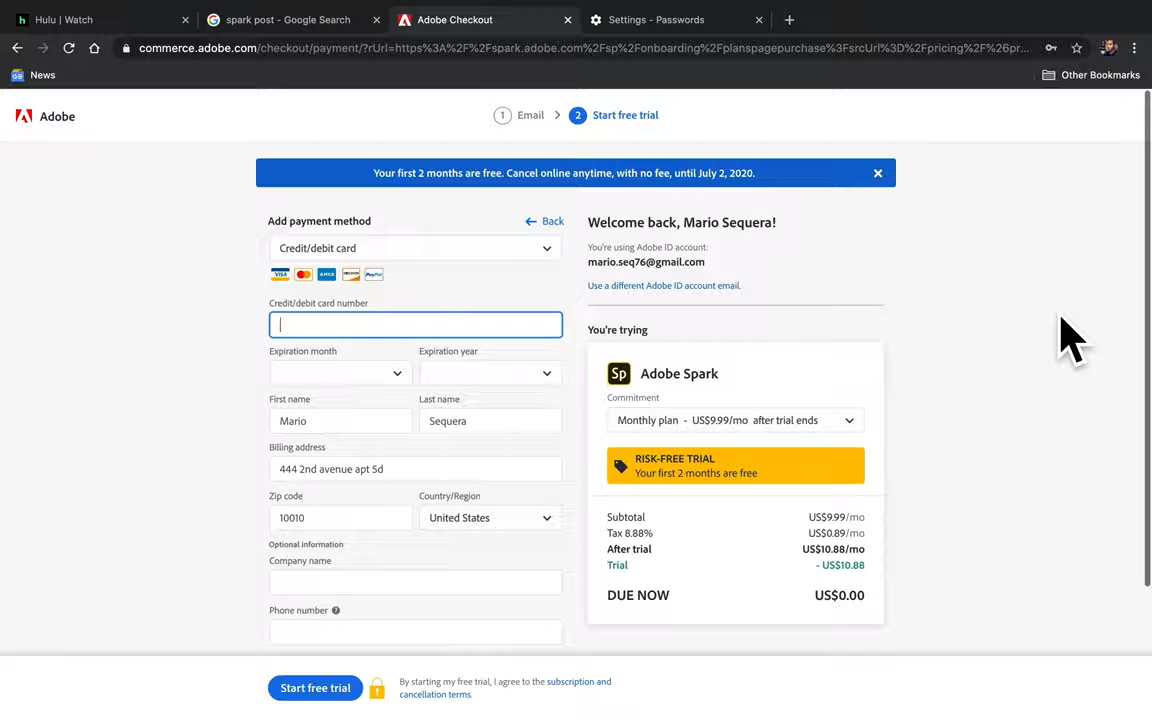 Hulu | Watch
spark post - Google Search
Adobe Checkout
Settings - Passwords
commerce.adobe.com/checkout/payment/?rUrl=https%3A%2F%2Fspark.adobe.com%2Fsp%2Fonboarding%2Fplanspagepurchase%3FsrcUrl%3D%2Fpricing%2F%26pr...
News
Other Bookmarks
Adobe
1 Email
2 Start free trial
Your first 2 months are free. Cancel online anytime, with no fee, until July 2, 2020.
Add payment method
Back
Credit/debit card
VISA AMEX DISCOVER PayPal
Credit/debit card number
Expiration month
Expiration year
First name
Last name
Mario
Sequera
Billing address
444 2nd avenue apt 5d
Zip code
Country/Region
10010
United States
Optional information
Company name
Phone number ?
Welcome back, Mario Sequera!
You're using Adobe ID account:
mario.seq76@gmail.com
Use a different Adobe ID account email.
You're trying
Sp Adobe Spark
Commitment
Monthly plan - US$9.99/mo after trial ends
RISK-FREE TRIAL
Your first 2 months are free
Subtotal US$9.99/mo
Tax 8.88% US$0.89/mo
After trial US$10.88/mo
Trial - US$10.88
DUE NOW US$0.00
Start free trial
By starting my free trial, I agree to the subscription and
cancellation terms.